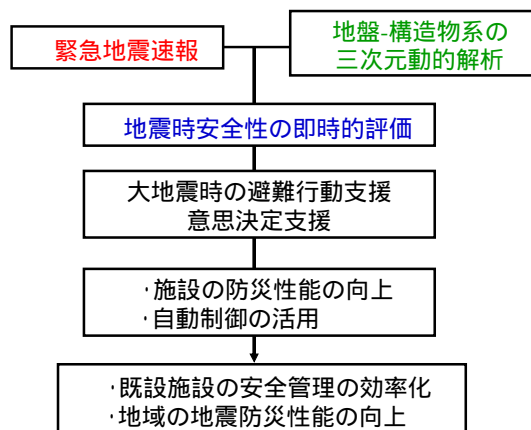 緊急地震速報
地盤-構造物系の
三次元動的解析
地震時安全性の即時的評価
大地震時の避難行動支援
意思決定支援
·施設の防災性能の向上
·自動制御の活用
·既設施設の安全管理の効率化
·地域の地震防災性能の向上